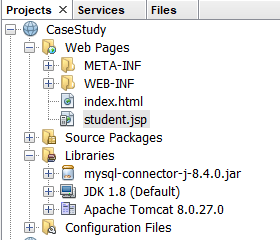 Projects × Services Files
CaseStudy
Web Pages
META-INF
WEB-INF
index.html
student.jsp
Source Packages
Libraries
mysql-connector-j-8.4.0.jar
JDK 1.8 (Default)
Apache Tomcat 8.0.27.0
Configuration Files